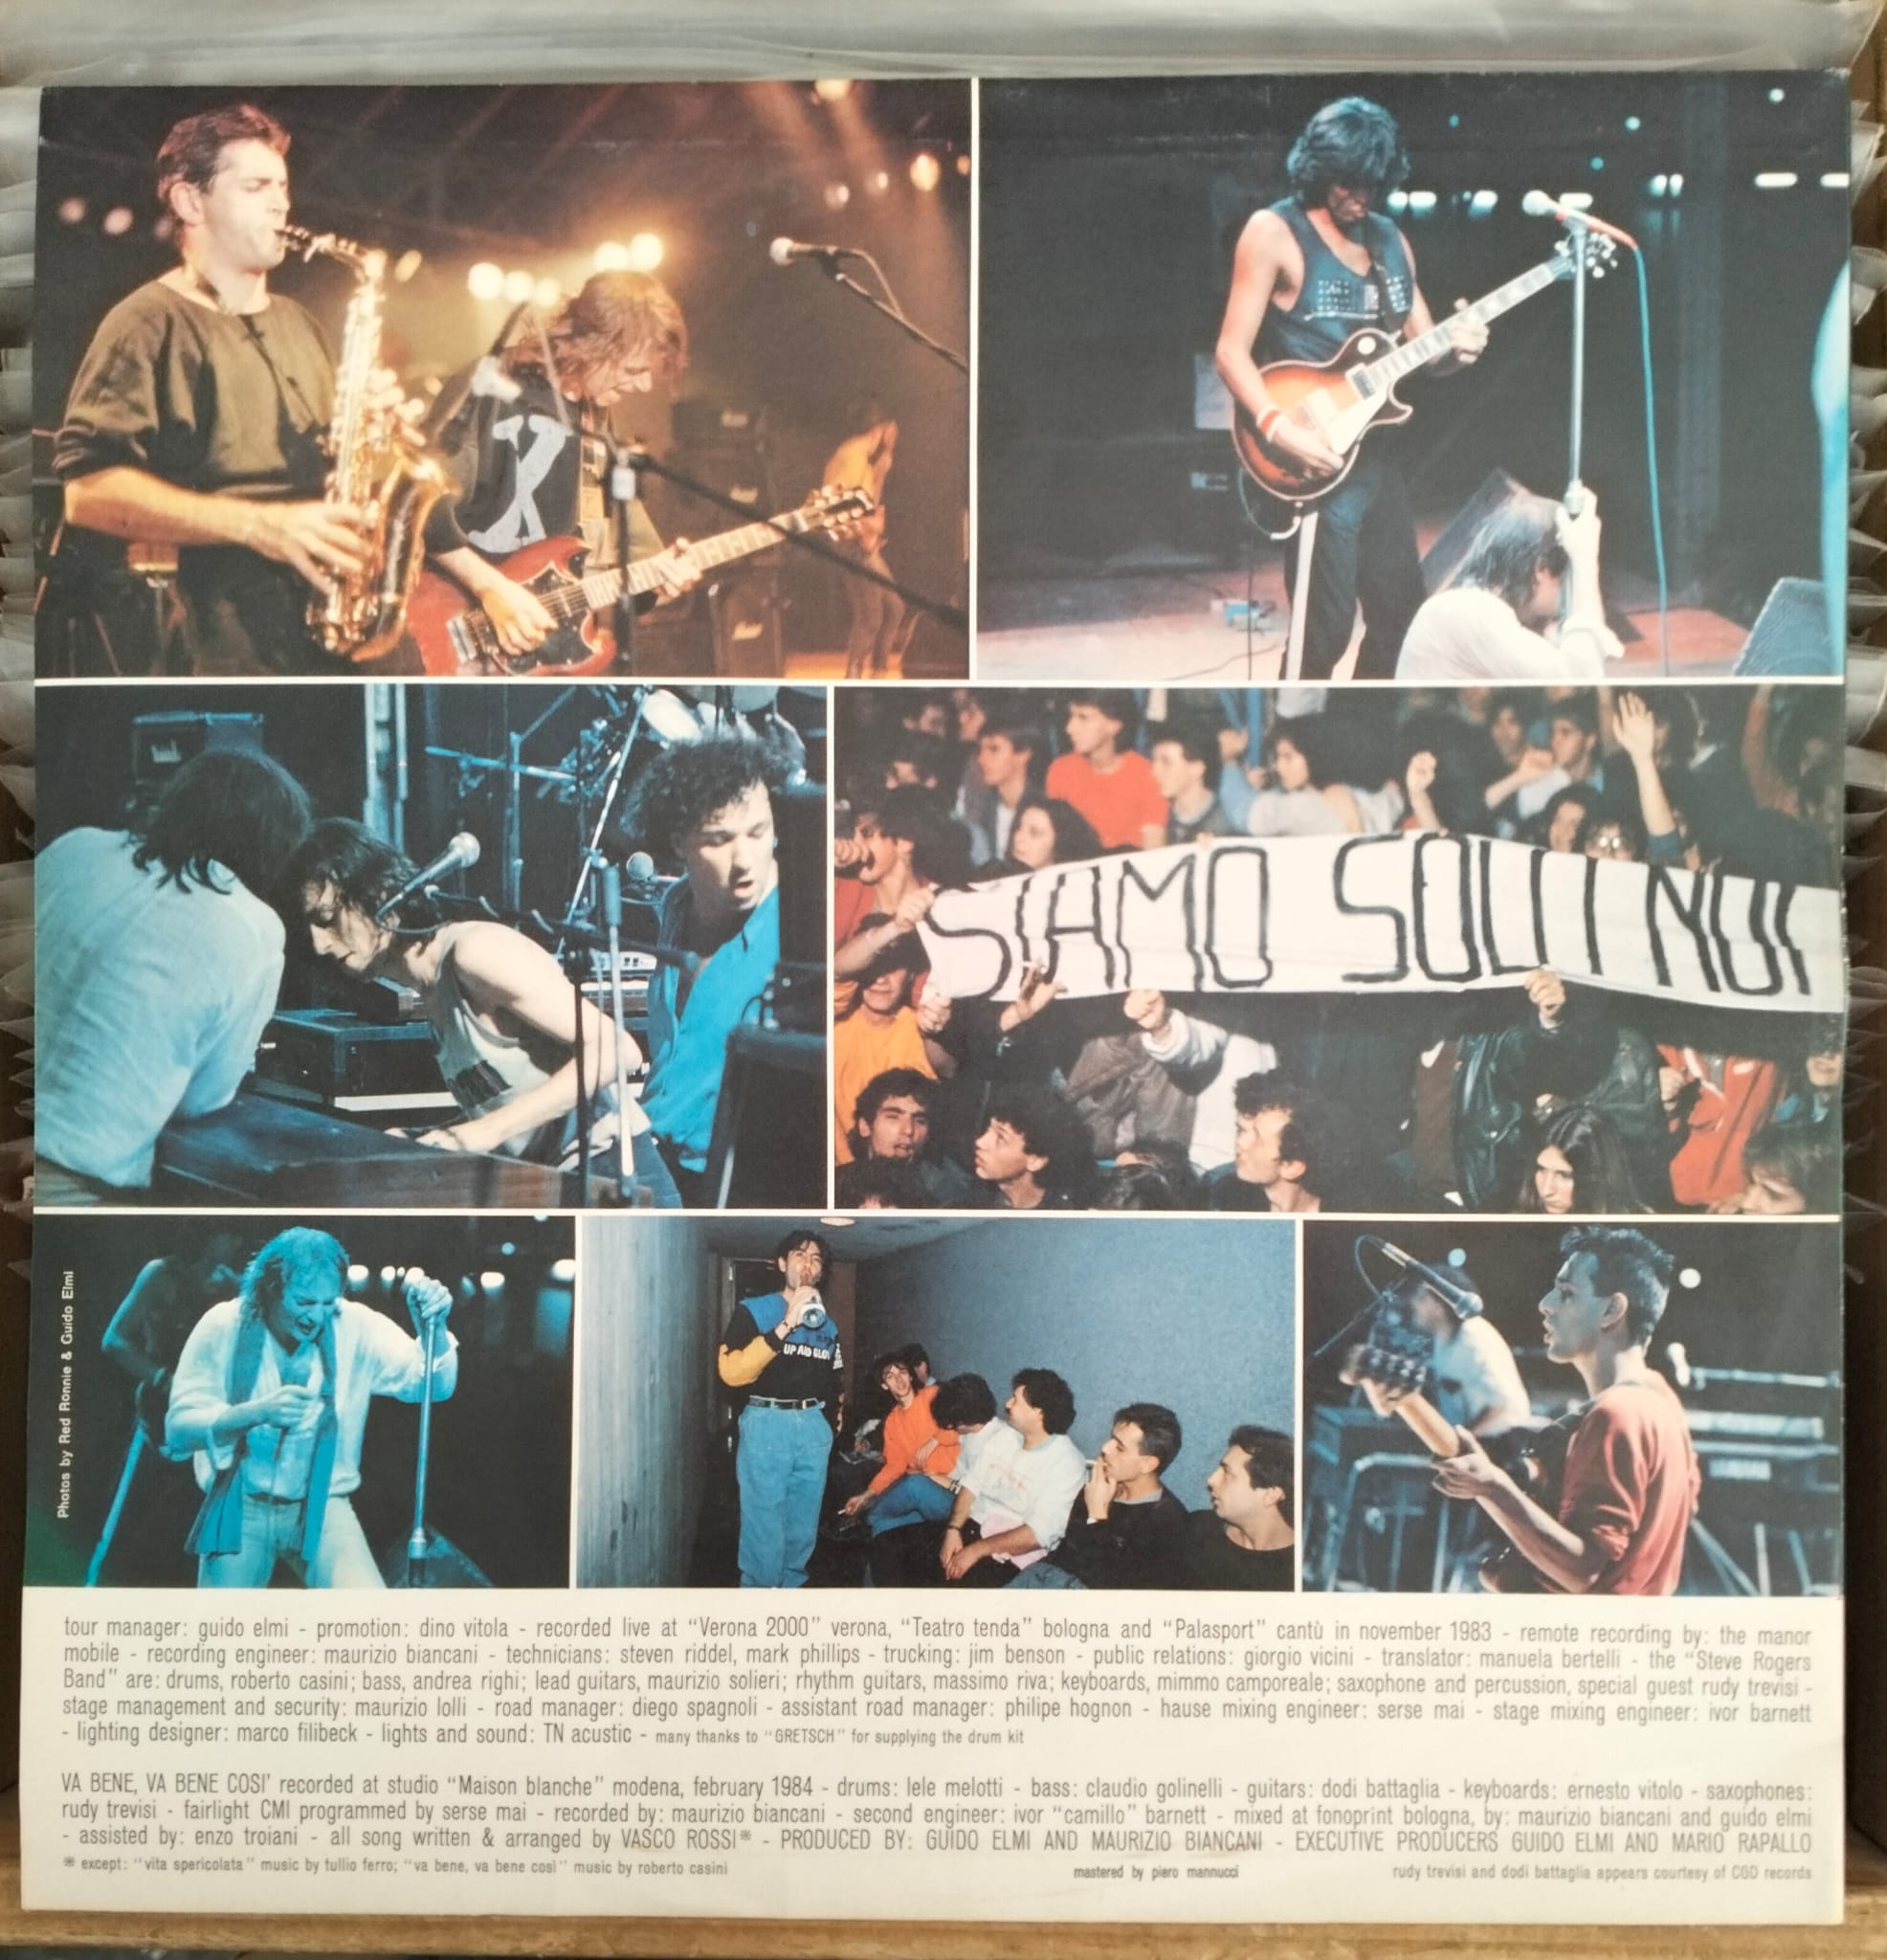 X
SIAMO SOLI NOI
UP AND
Photos by Red Ronnie & Guido Elmi
tour manager: guido elmi - promotion: dino vitola - recorded live at "Verona 2000" verona, "Teatro tenda" bologna and "Palasport" cantù in november 1983 - remote recording by: the manor
mobile - recording engineer: maurizio biancani - technicians: steven riddel, mark phillips - trucking: jim benson - public relations: giorgio vicini - translator: manuela bertelli - the "Steve Rogers
Band" are: drums, roberto casini; bass, andrea righi; lead guitars, maurizio solieri; rhythm guitars, massimo riva; keyboards, mimmo camporeale; saxophone and percussion, special guest rudy trevisi -
stage management and security: maurizio lolli - road manager: diego spagnoli - assistant road manager: philipe hognon - hause mixing engineer: serse mai - stage mixing engineer: ivor barnett
- lighting designer: marco filibeck - lights and sound: TN acustic - many thanks to "GRETSCH" for supplying the drum kit
VA BENE, VA BENE COSI' recorded at studio "Maison blanche" modena, february 1984 - drums: lele melotti - bass: claudio golinelli - guitars: dodi battaglia - keyboards: ernesto vitolo - saxophones:
rudy trevisi - fairlight CMI programmed by serse mai - recorded by: maurizio biancani - second engineer: ivor "camillo" barnett - mixed at fonoprint bologna, by: maurizio biancani and guido elmi
- assisted by: enzo troiani - all song written & arranged by VASCO ROSSI* - PRODUCED BY: GUIDO ELMI AND MAURIZIO BIANCANI - EXECUTIVE PRODUCERS GUIDO ELMI AND MARIO RAPALLO
* except: "vita spericolata" music by tullio ferro; "va bene, va bene cosi" music by roberto casini
mastered by piero mannucci
rudy trevisi and dodi battaglia appears courtesy of CGD records